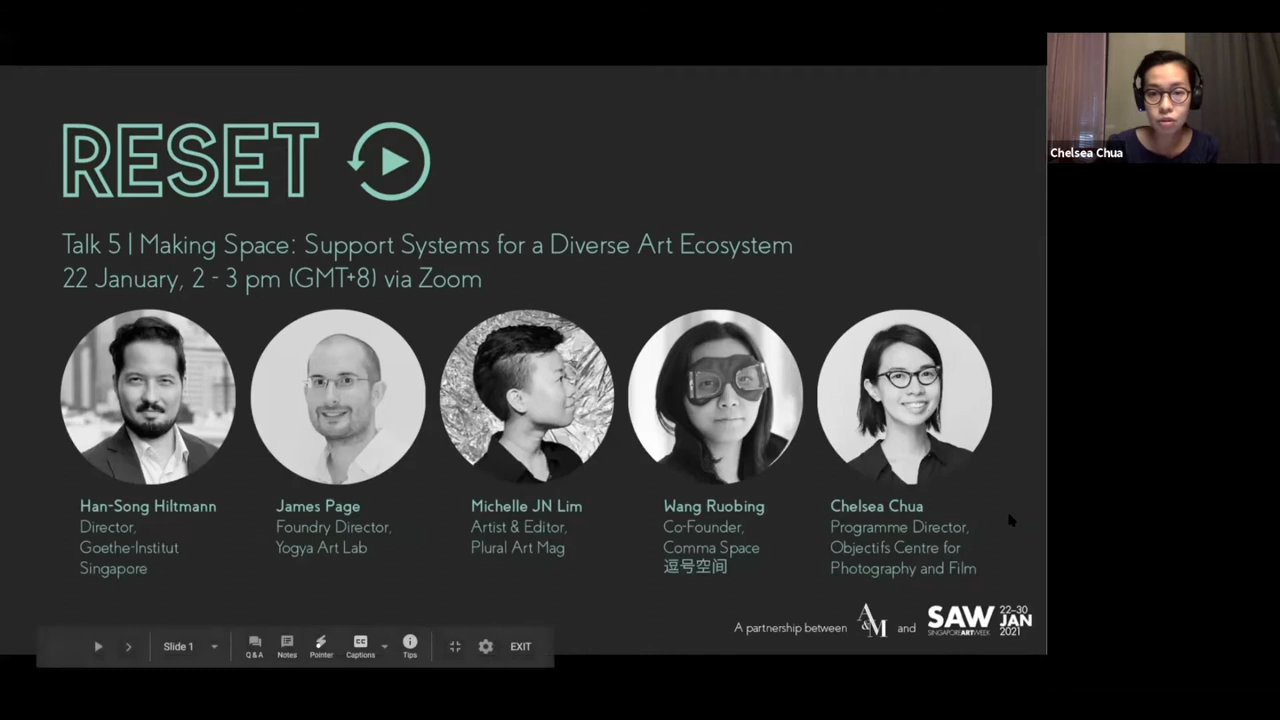 RESET
Talk 5 | Making Space: Support Systems for a Diverse Art Ecosystem
22 January, 2 - 3 pm (GMT+8) via Zoom
Han-Song Hiltmann
Director,
Goethe-Institut
Singapore
James Page
Foundry Director,
Yogya Art Lab
Michelle JN Lim
Artist & Editor,
Plural Art Mag
Wang Ruobing
Co-Founder,
Comma Space
逗号空间
Chelsea Chua
Programme Director,
Objectifs Centre for
Photography and Film
A partnership between A&M and SAW SINGAPOREARTWEEK 22–30 JAN 2021
Slide 1
Q & A
Notes
Pointer
CC
Captions
Tips
EXIT
Chelsea Chua